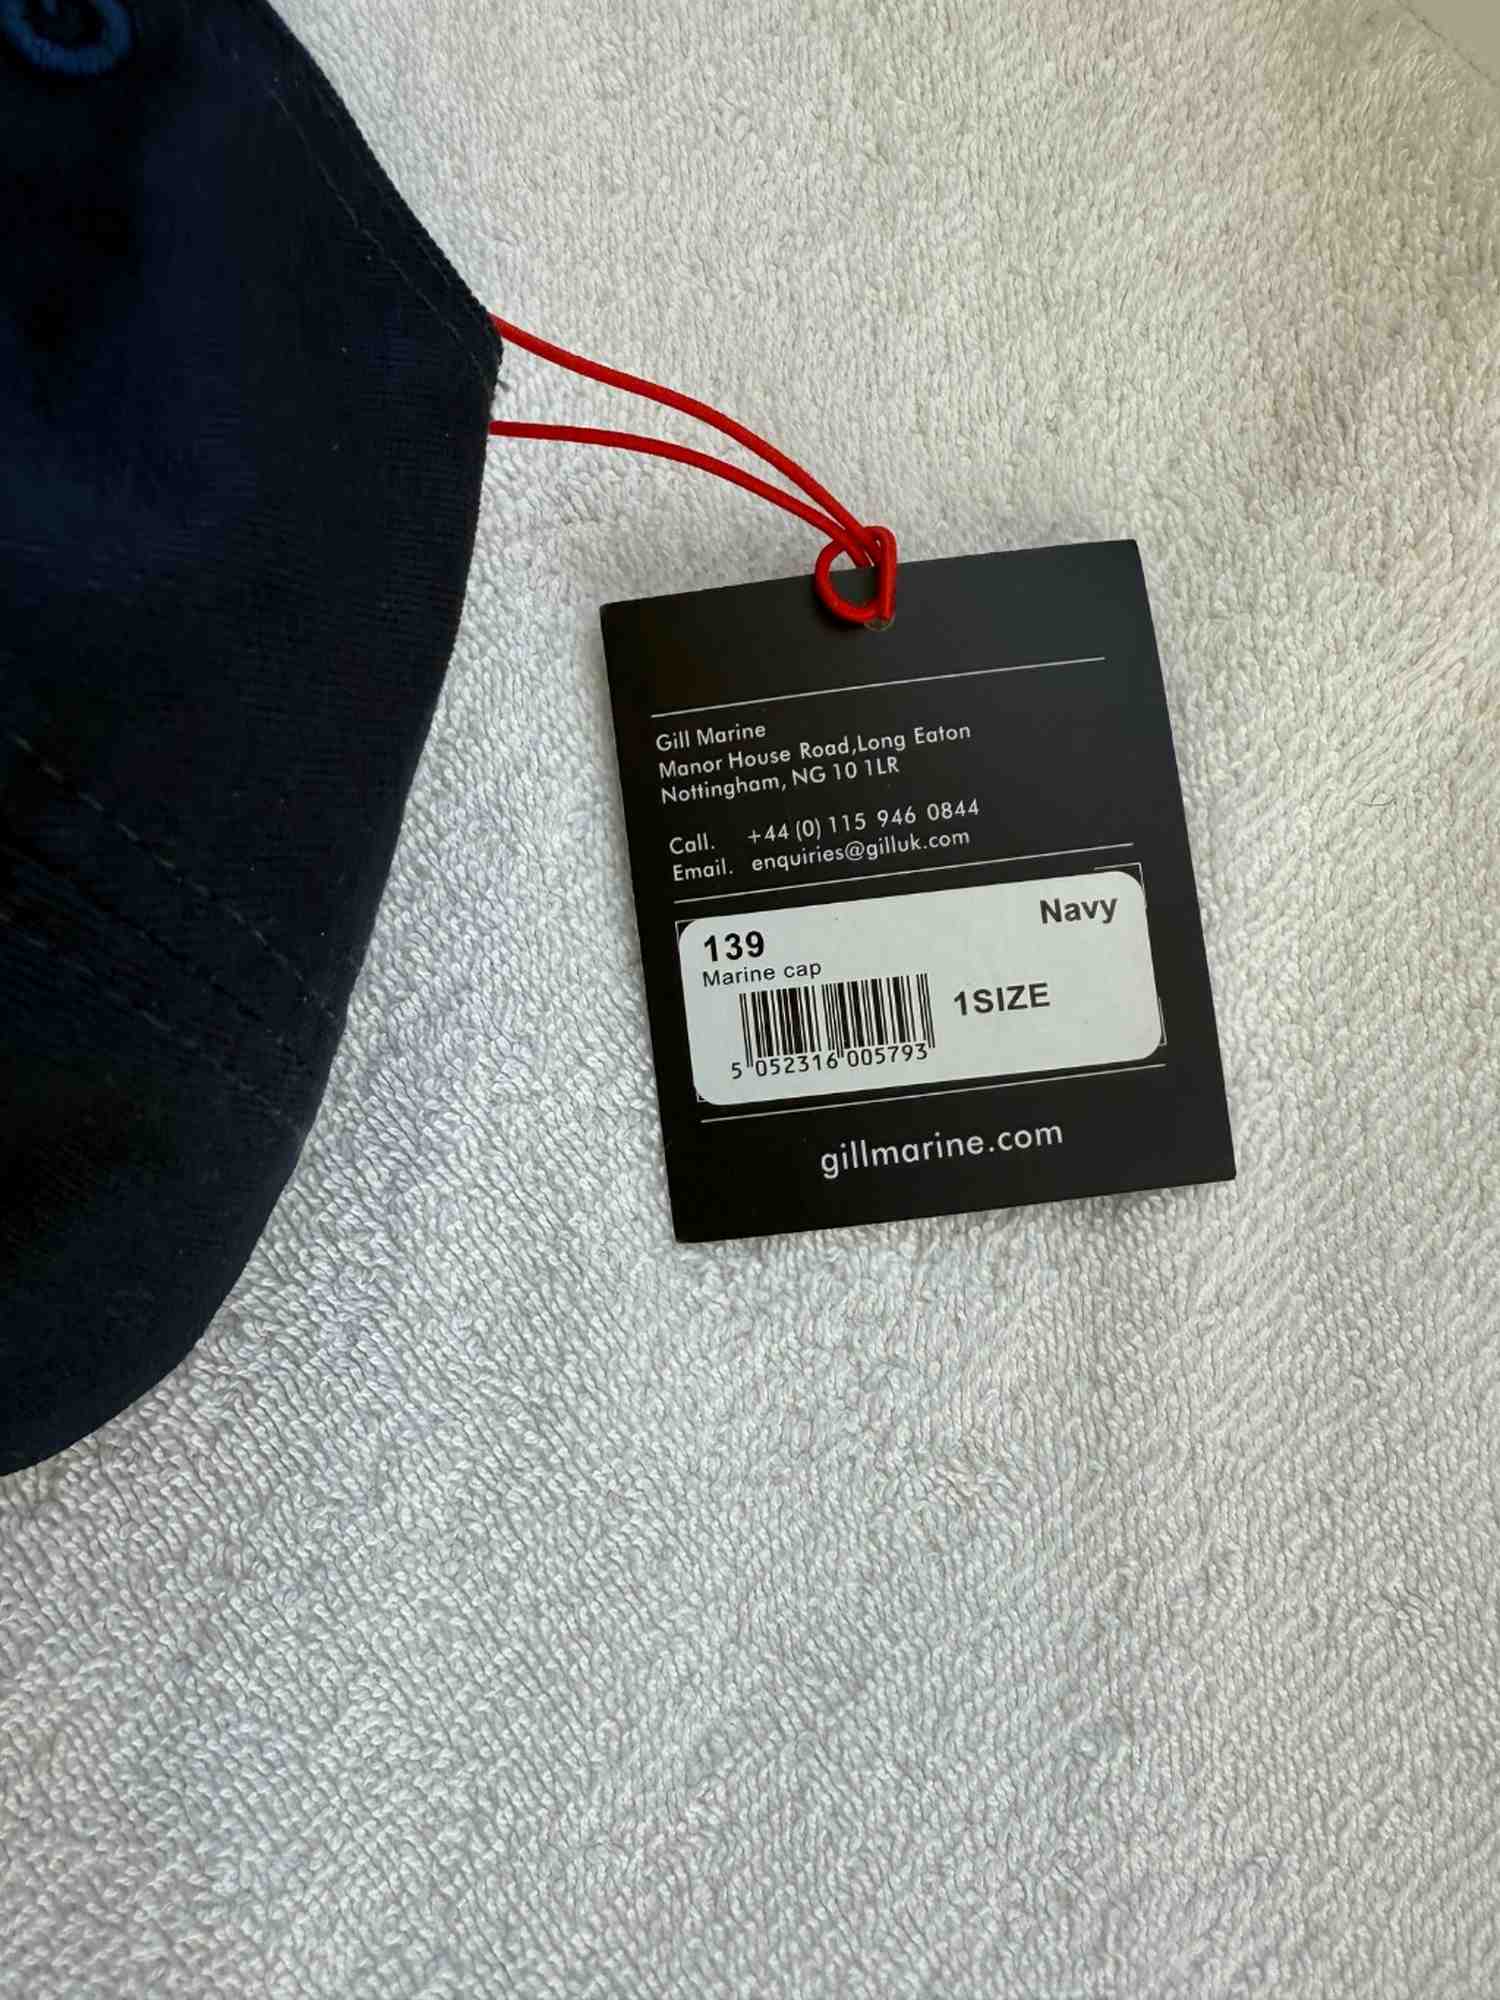 Gill Marine
Manor House Road,Long Eaton
Nottingham, NG 10 1LR
Call. +44 (0) 115 946 0844
Email. enquiries@gilluk.com
Navy
139
Marine cap
1SIZE
5 052316 005793
gillmarine.com